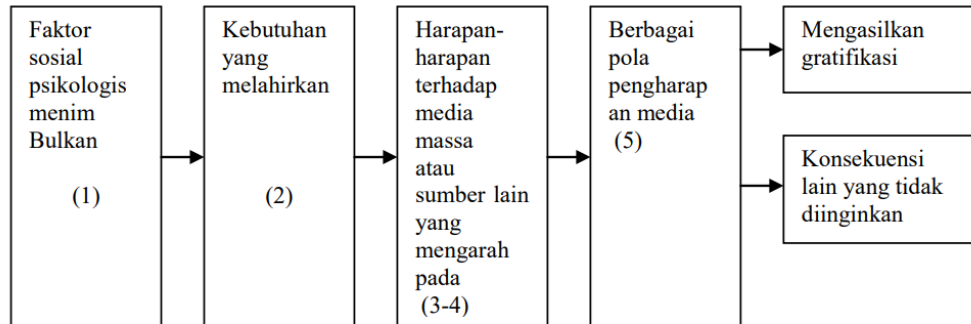 Faktor
sosial
psikologis
menim
Bulkan
(1)
Kebutuhan
yang
melahirkan
(2)
Harapan-
harapan
terhadap
media
massa
atau
sumber lain
yang
mengarah
pada
(3-4)
Berbagai
pola
pengharap
an media
(5)
Mengasilkan
gratifikasi
Konsekuensi
lain yang tidak
diinginkan